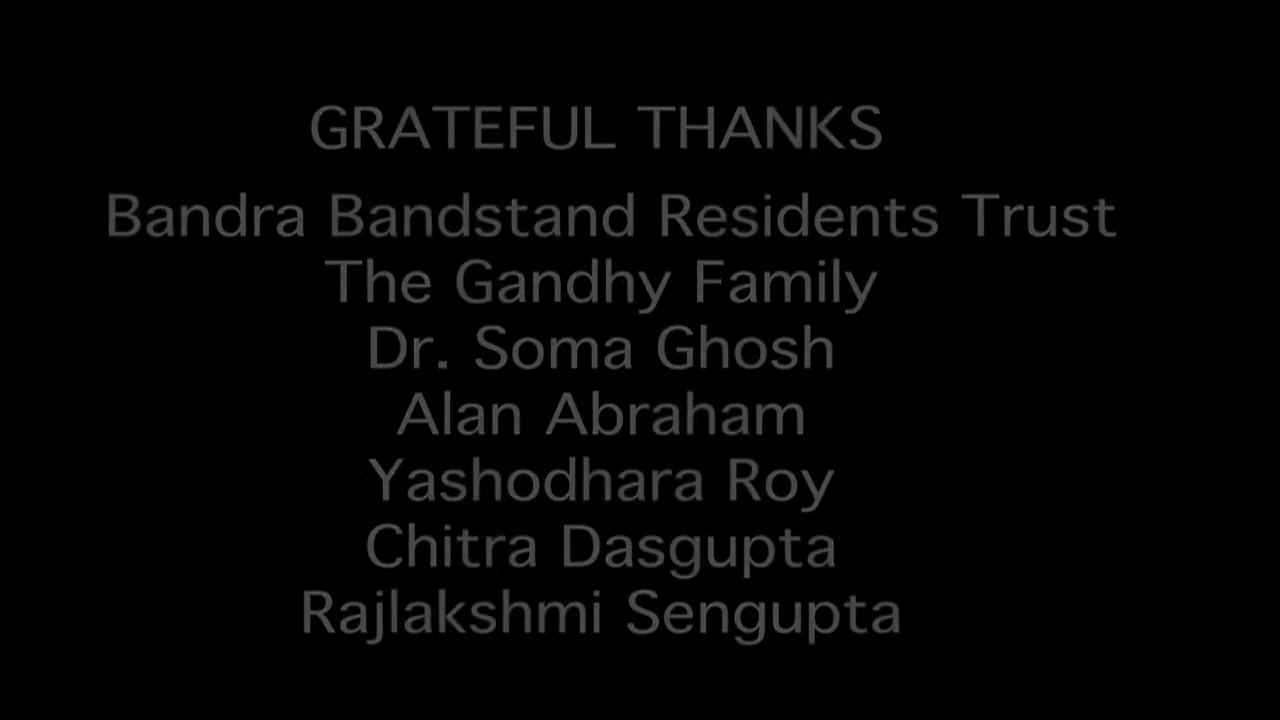 GRATEFUL THANKS
Bandra Bandstand Residents Trust
The Gandhy Family
Dr. Soma Ghosh
Alan Abraham
Yashodhara Roy
Chitra Dasgupta
Rajlakshmi Sengupta